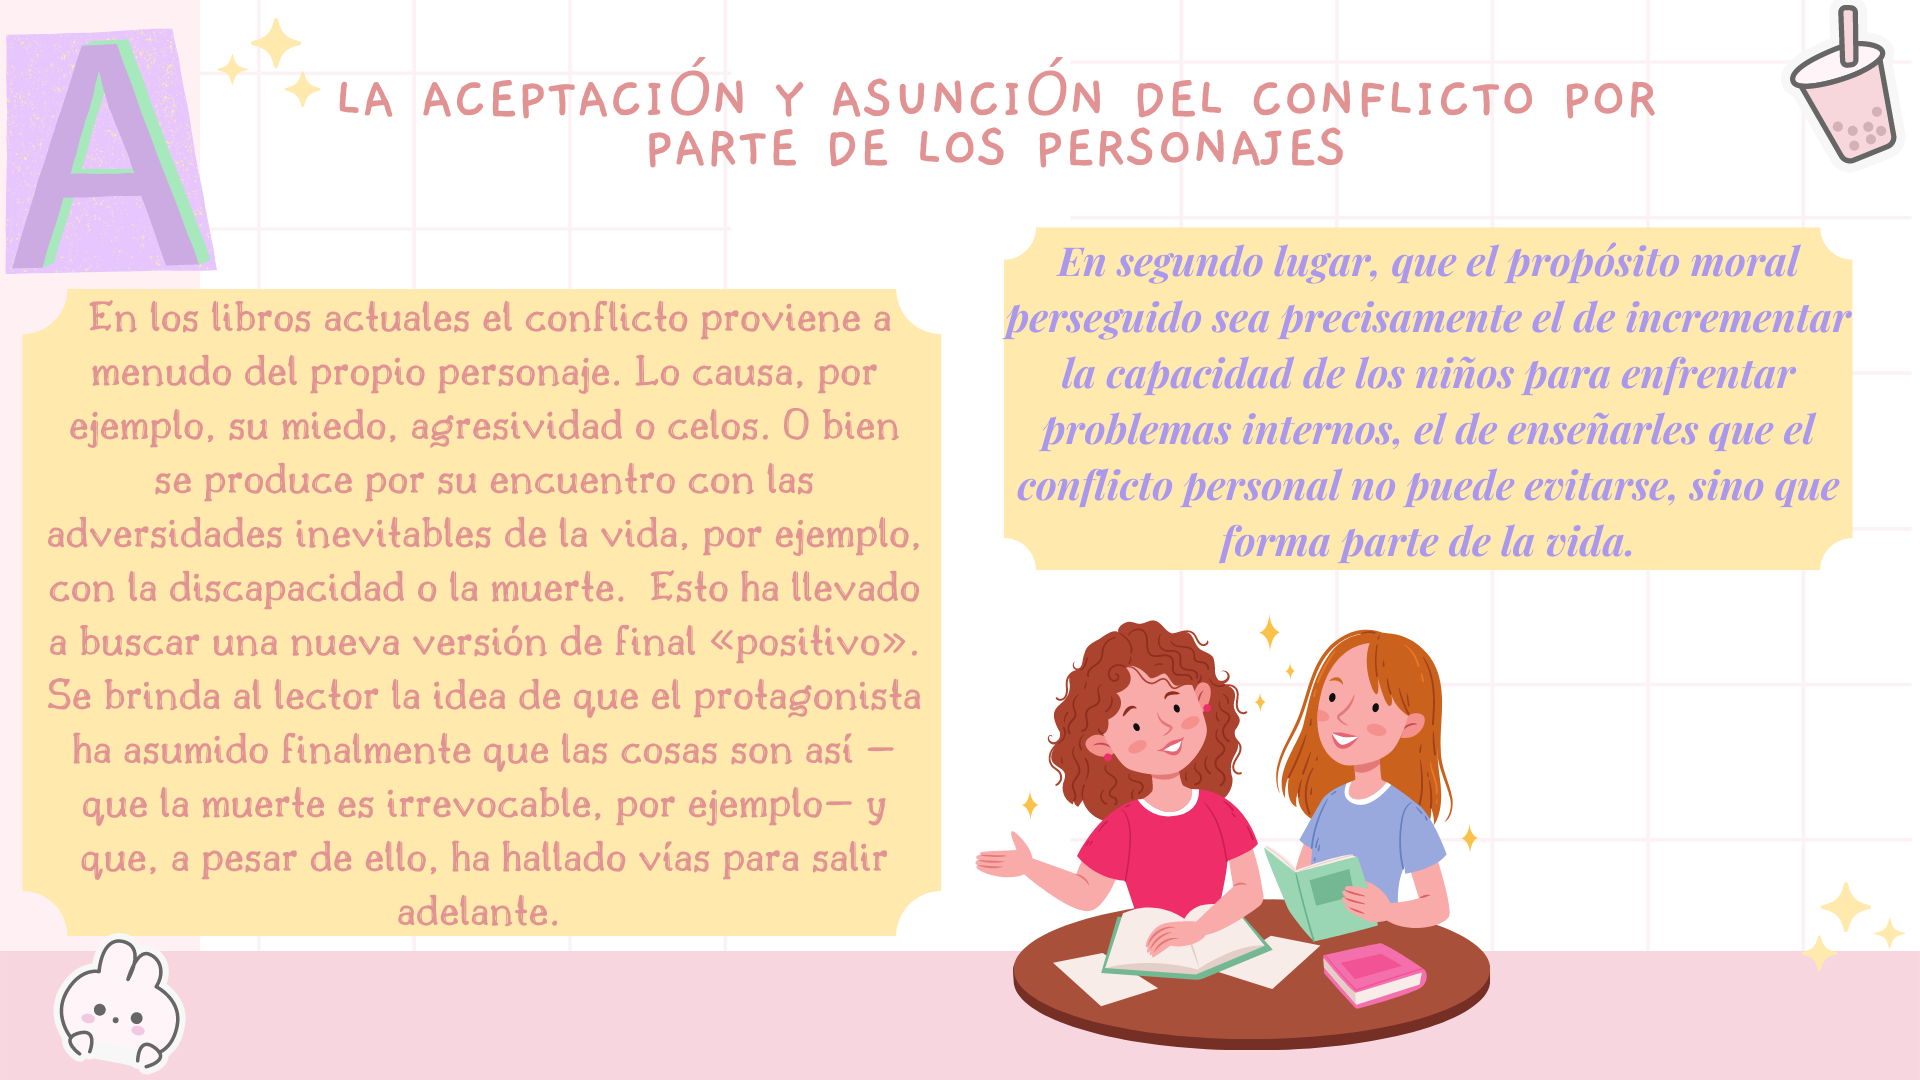 A
LA ACEPTACIÓN Y ASUNCIÓN DEL CONFLICTO POR
PARTE DE LOS PERSONAJES
En los libros actuales el conflicto proviene a
menudo del propio personaje. Lo causa, por
ejemplo, su miedo, agresividad o celos. O bien
se produce por su encuentro con las
adversidades inevitables de la vida, por ejemplo,
con la discapacidad o la muerte.  Esto ha llevado
a buscar una nueva versión de final «positivo».
Se brinda al lector la idea de que el protagonista
ha asumido finalmente que las cosas son así —
que la muerte es irrevocable, por ejemplo— y
que, a pesar de ello, ha hallado vías para salir
adelante.
En segundo lugar, que el propósito moral
perseguido sea precisamente el de incrementar
la capacidad de los niños para enfrentar
problemas internos, el de enseñarles que el
conflicto personal no puede evitarse, sino que
forma parte de la vida.